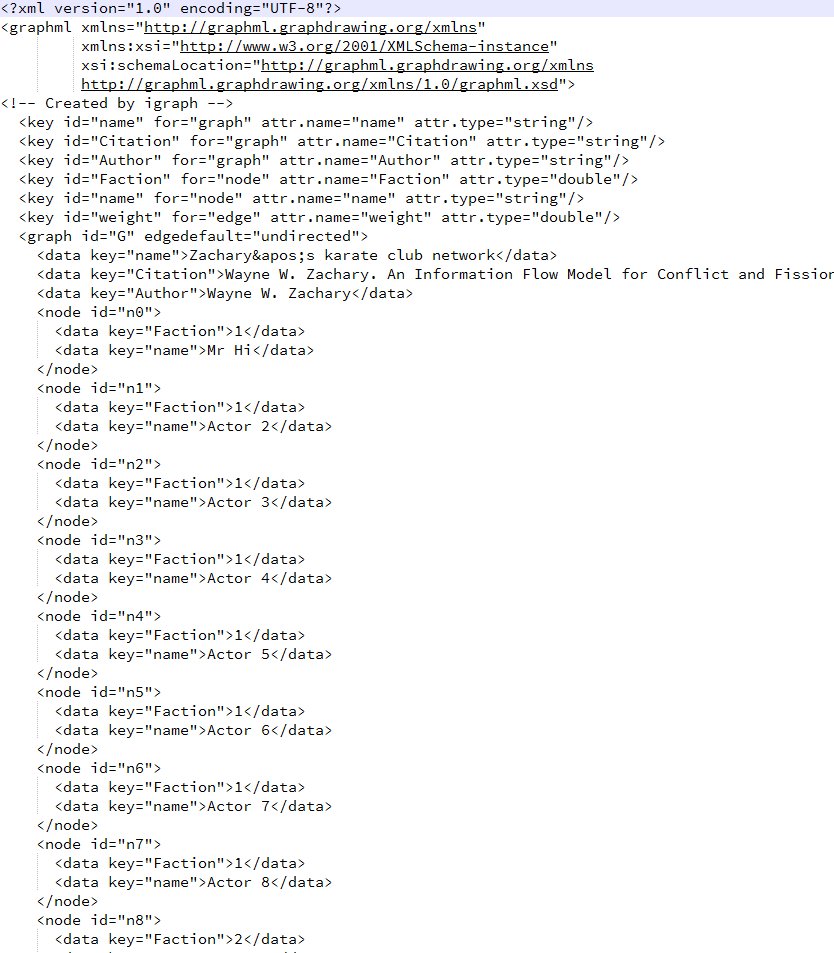 <?xml version="1.0" encoding="UTF-8"?>
<graphml xmlns="http://graphml.graphdrawing.org/xmlns"
         xmlns:xsi="http://www.w3.org/2001/XMLSchema-instance"
         xsi:schemaLocation="http://graphml.graphdrawing.org/xmlns
         http://graphml.graphdrawing.org/xmlns/1.0/graphml.xsd">
<!-- Created by igraph -->
  <key id="name" for="graph" attr.name="name" attr.type="string"/>
  <key id="Citation" for="graph" attr.name="Citation" attr.type="string"/>
  <key id="Author" for="graph" attr.name="Author" attr.type="string"/>
  <key id="Faction" for="node" attr.name="Faction" attr.type="double"/>
  <key id="name" for="node" attr.name="name" attr.type="string"/>
  <key id="weight" for="edge" attr.name="weight" attr.type="double"/>
  <graph id="G" edgedefault="undirected">
    <data key="name">Zachary&apos;s karate club network</data>
    <data key="Citation">Wayne W. Zachary. An Information Flow Model for Conflict and Fission
    <data key="Author">Wayne W. Zachary</data>
    <node id="n0">
      <data key="Faction">1</data>
      <data key="name">Mr Hi</data>
    </node>
    <node id="n1">
      <data key="Faction">1</data>
      <data key="name">Actor 2</data>
    </node>
    <node id="n2">
      <data key="Faction">1</data>
      <data key="name">Actor 3</data>
    </node>
    <node id="n3">
      <data key="Faction">1</data>
      <data key="name">Actor 4</data>
    </node>
    <node id="n4">
      <data key="Faction">1</data>
      <data key="name">Actor 5</data>
    </node>
    <node id="n5">
      <data key="Faction">1</data>
      <data key="name">Actor 6</data>
    </node>
    <node id="n6">
      <data key="Faction">1</data>
      <data key="name">Actor 7</data>
    </node>
    <node id="n7">
      <data key="Faction">1</data>
      <data key="name">Actor 8</data>
    </node>
    <node id="n8">
      <data key="Faction">2</data>